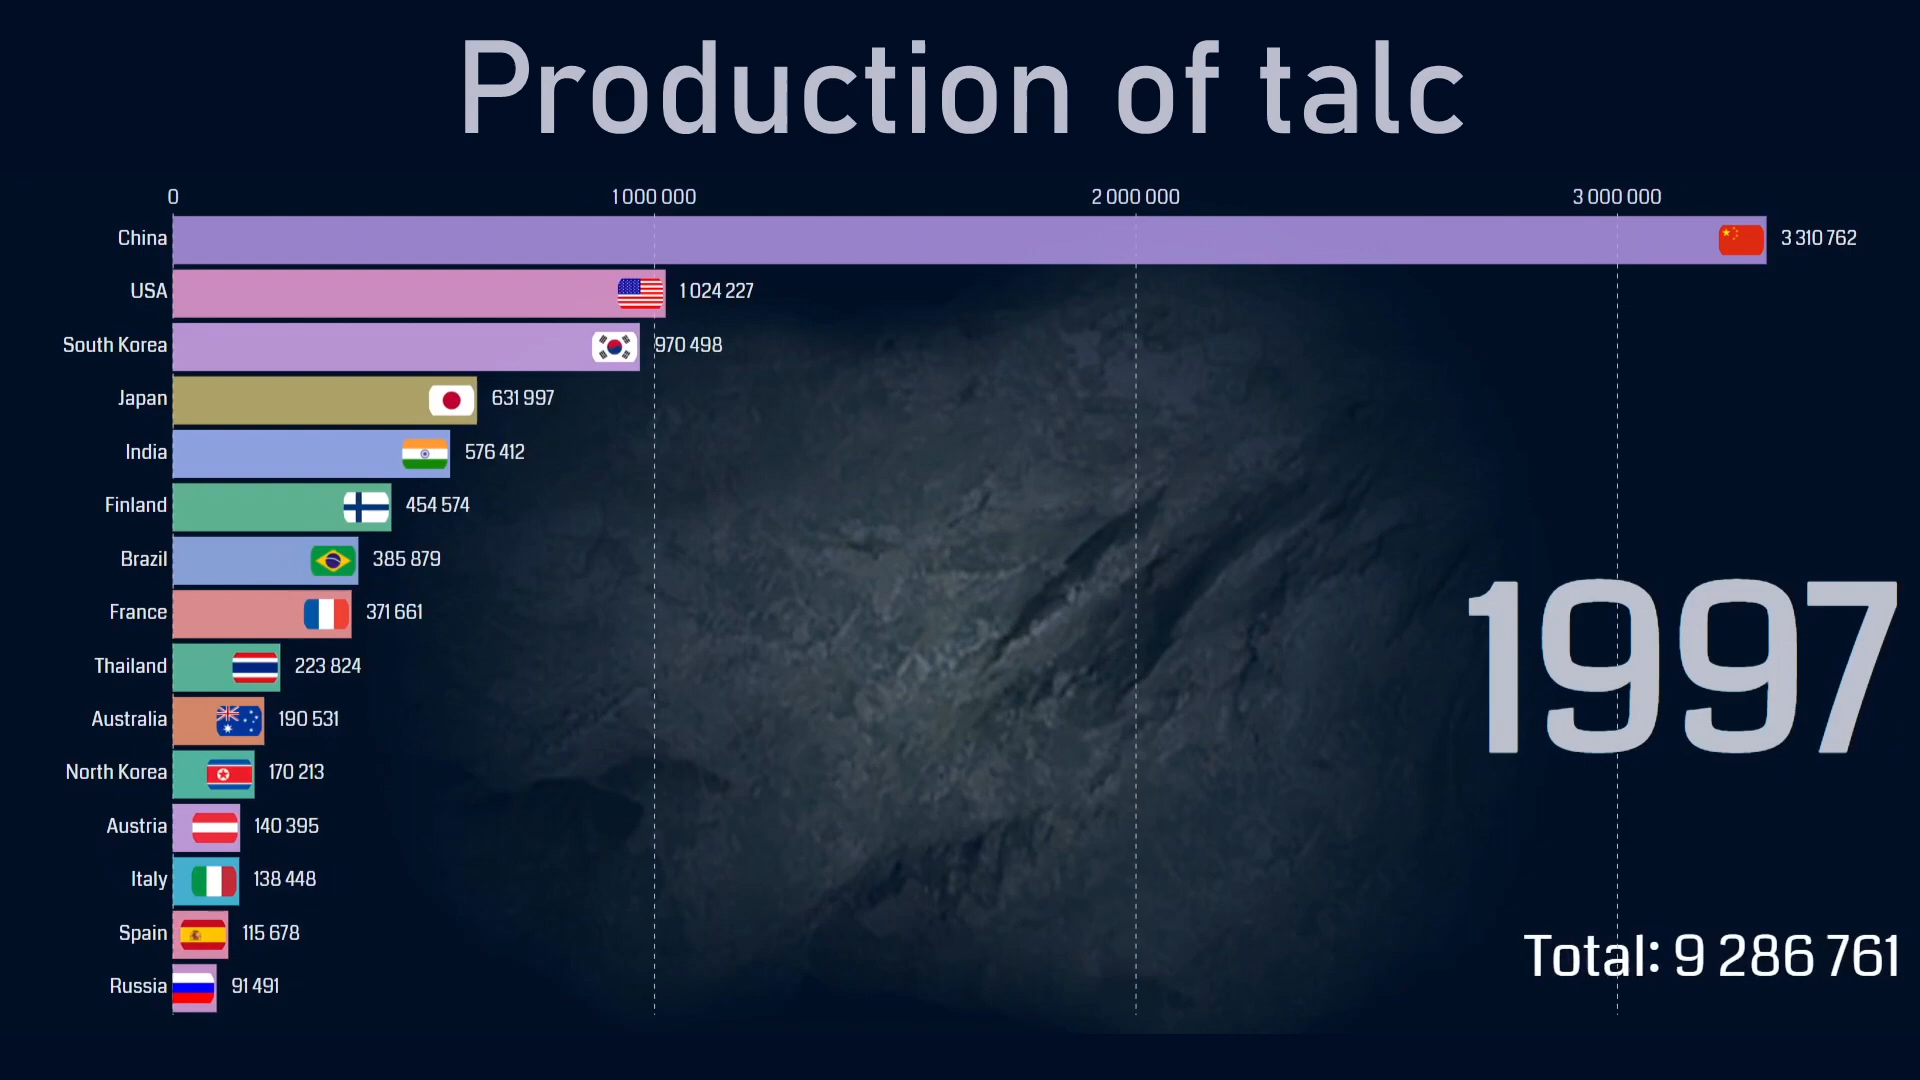 Production of talc
0 1 000 000 2 000 000 3 000 000
China 3 310 762
USA 1 024 227
South Korea 970 498
Japan 631 997
India 576 412
Finland 454 574
Brazil 385 879
France 371 661
Thailand 223 824
Australia 190 531
North Korea 170 213
Austria 140 395
Italy 138 448
Spain 115 678
Russia 91 491
1997
Total: 9 286 761